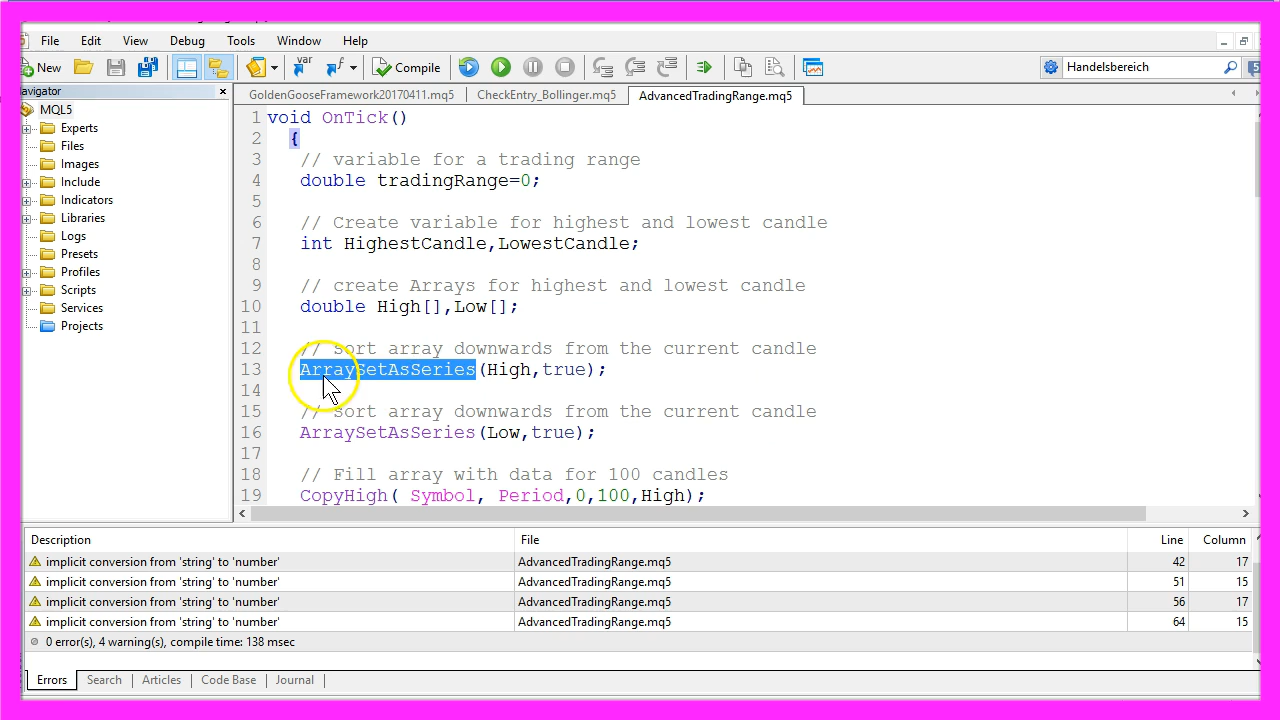 File Edit View Debug Tools Window Help
New Compile Handelsbereich 5
avigator × GoldenGooseFramework20170411.mq5 CheckEntry_Bollinger.mq5 AdvancedTradingRange.mq5
MQL5
Experts
Files
Images
Include
Indicators
Libraries
Logs
Presets
Profiles
Scripts
Services
Projects
1 void OnTick()
2 {
3 // variable for a trading range
4 double tradingRange=0;
5
6 // Create variable for highest and lowest candle
7 int HighestCandle,LowestCandle;
8
9 // create Arrays for highest and lowest candle
10 double High[],Low[];
11
12 // sort array downwards from the current candle
13 ArraySetAsSeries(High,true);
14
15 // sort array downwards from the current candle
16 ArraySetAsSeries(Low,true);
17
18 // Fill array with data for 100 candles
19 CopyHigh( Symbol, Period,0,100,High);
Description File Line Column
implicit conversion from 'string' to 'number' AdvancedTradingRange.mq5 42 17
implicit conversion from 'string' to 'number' AdvancedTradingRange.mq5 51 15
implicit conversion from 'string' to 'number' AdvancedTradingRange.mq5 56 17
implicit conversion from 'string' to 'number' AdvancedTradingRange.mq5 64 15
0 error(s), 4 warning(s), compile time: 138 msec
Errors Search Articles Code Base Journal